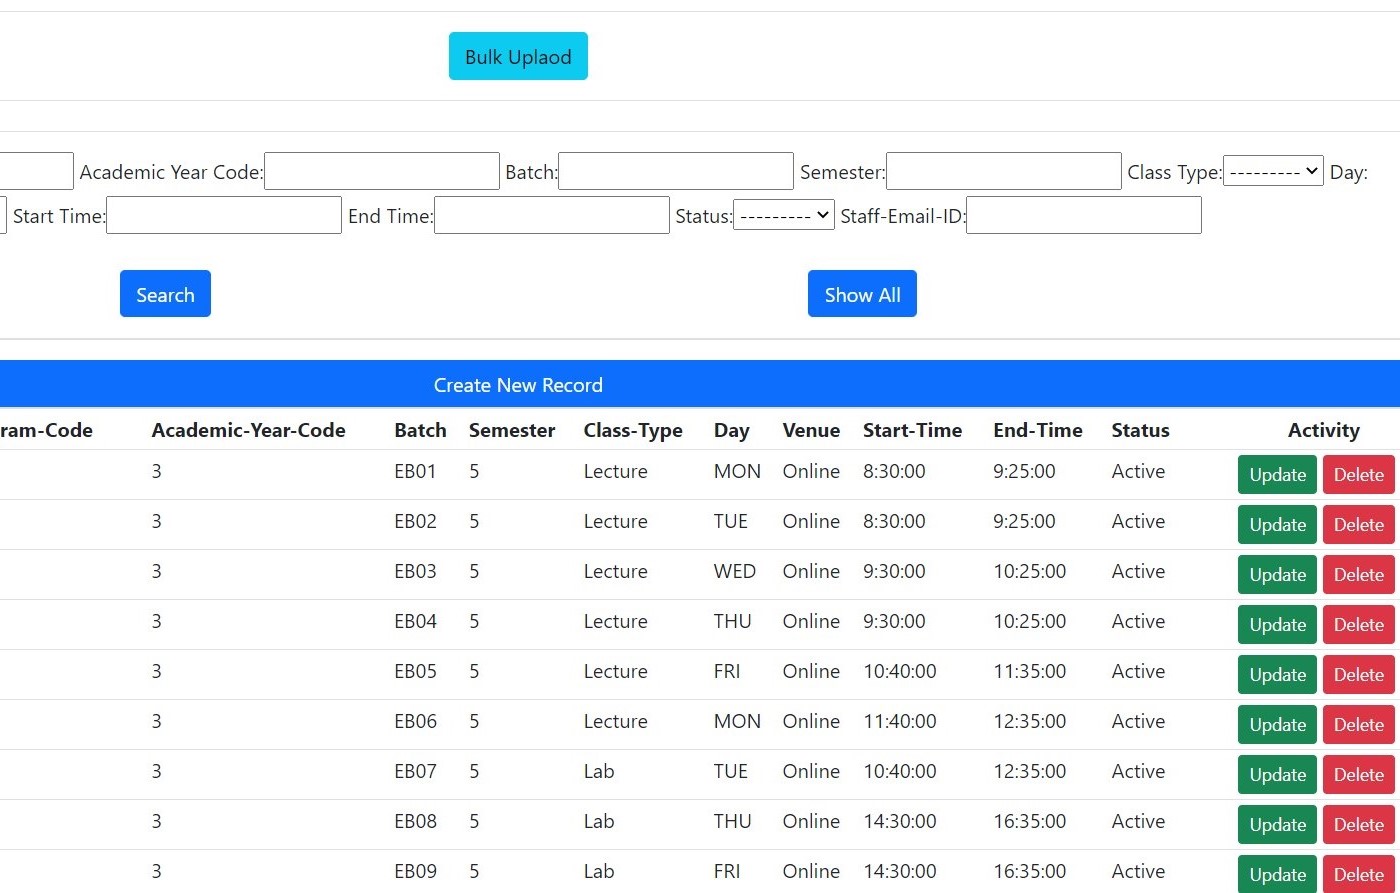 Bulk Uplaod
Academic Year Code: Batch: Semester: Class Type: --------- Day:
Start Time: End Time: Status: --------- Staff-Email-ID:
Search Show All
Create New Record
ram-Code Academic-Year-Code Batch Semester Class-Type Day Venue Start-Time End-Time Status Activity
3 EB01 5 Lecture MON Online 8:30:00 9:25:00 Active Update Delete
3 EB02 5 Lecture TUE Online 8:30:00 9:25:00 Active Update Delete
3 EB03 5 Lecture WED Online 9:30:00 10:25:00 Active Update Delete
3 EB04 5 Lecture THU Online 9:30:00 10:25:00 Active Update Delete
3 EB05 5 Lecture FRI Online 10:40:00 11:35:00 Active Update Delete
3 EB06 5 Lecture MON Online 11:40:00 12:35:00 Active Update Delete
3 EB07 5 Lab TUE Online 10:40:00 12:35:00 Active Update Delete
3 EB08 5 Lab THU Online 14:30:00 16:35:00 Active Update Delete
3 EB09 5 Lab FRI Online 14:30:00 16:35:00 Active Update Delete